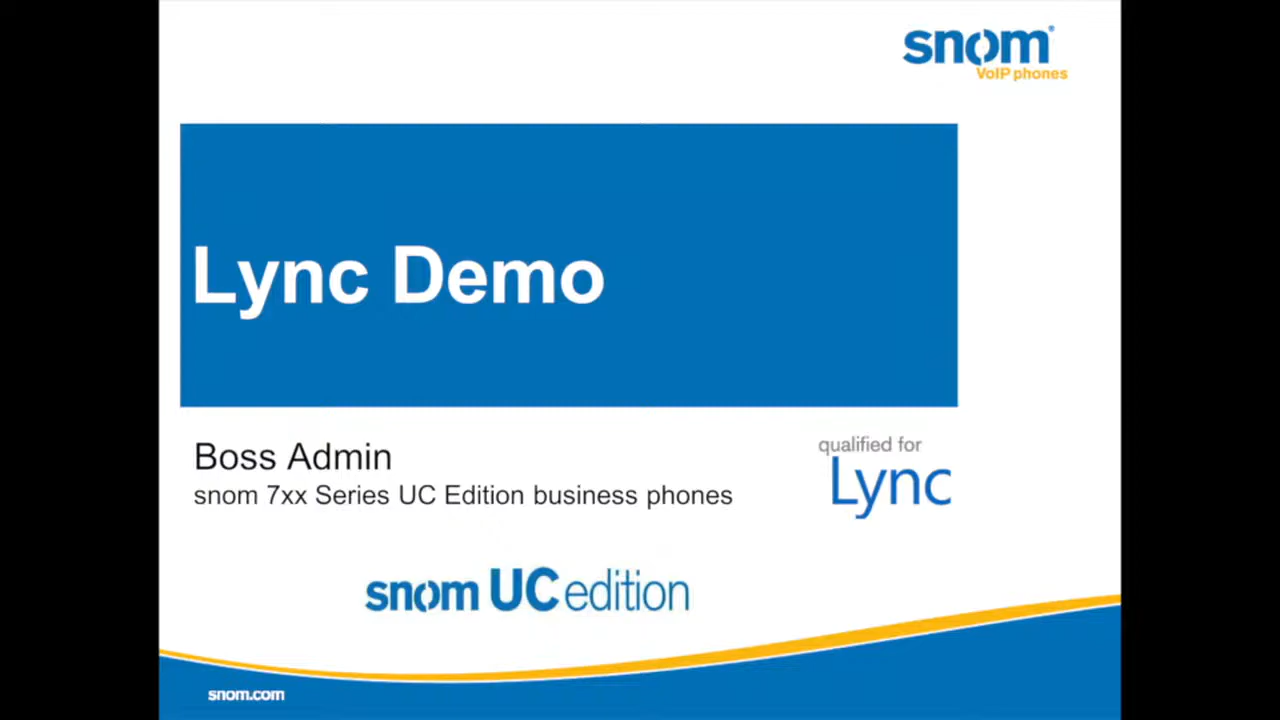 snom®
VoIP phones
Lync Demo
Boss Admin
snom 7xx Series UC Edition business phones
qualified for
Lync
snom UC edition
snom.com